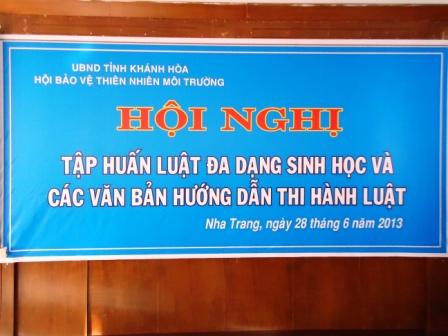 UBND TỈNH KHÁNH HÒA
HỘI BẢO VỆ THIÊN NHIÊN MÔI TRƯỜNG
HỘI NGHỊ
TẬP HUẤN LUẬT ĐA DẠNG SINH HỌC VÀ
CÁC VĂN BẢN HƯỚNG DẪN THI HÀNH LUẬT
Nha Trang, ngày 28 tháng 6 năm 2013